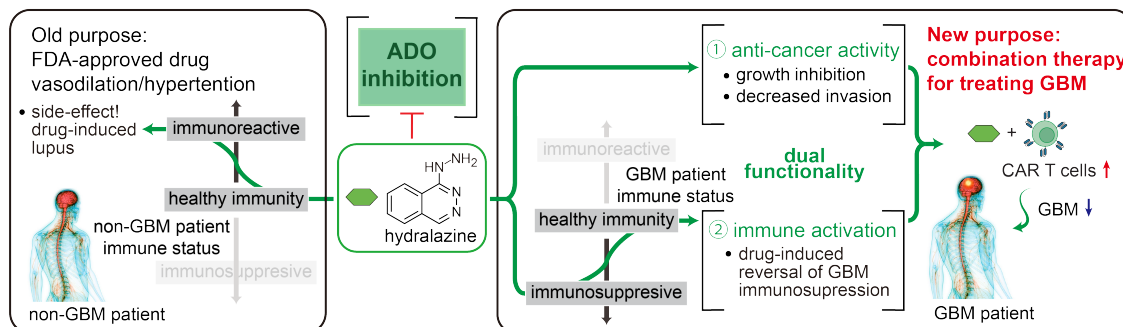 Old purpose:
FDA-approved drug
vasodilation/hypertention
• side-effect!
drug-induced
lupus
immunoreactive
healthy immunity
non-GBM patient
immune status
immunosuppresive
non-GBM patient
ADO
inhibition
HN
NH2
N
N
hydralazine
immunoreactive
GBM patient
immune status
healthy immunity
immunosuppresive
① anti-cancer activity
• growth inhibition
• decreased invasion
dual
functionality
② immune activation
• drug-induced
reversal of GBM
immunosupression
New purpose:
combination therapy
for treating GBM
+
CAR T cells
GBM
GBM patient